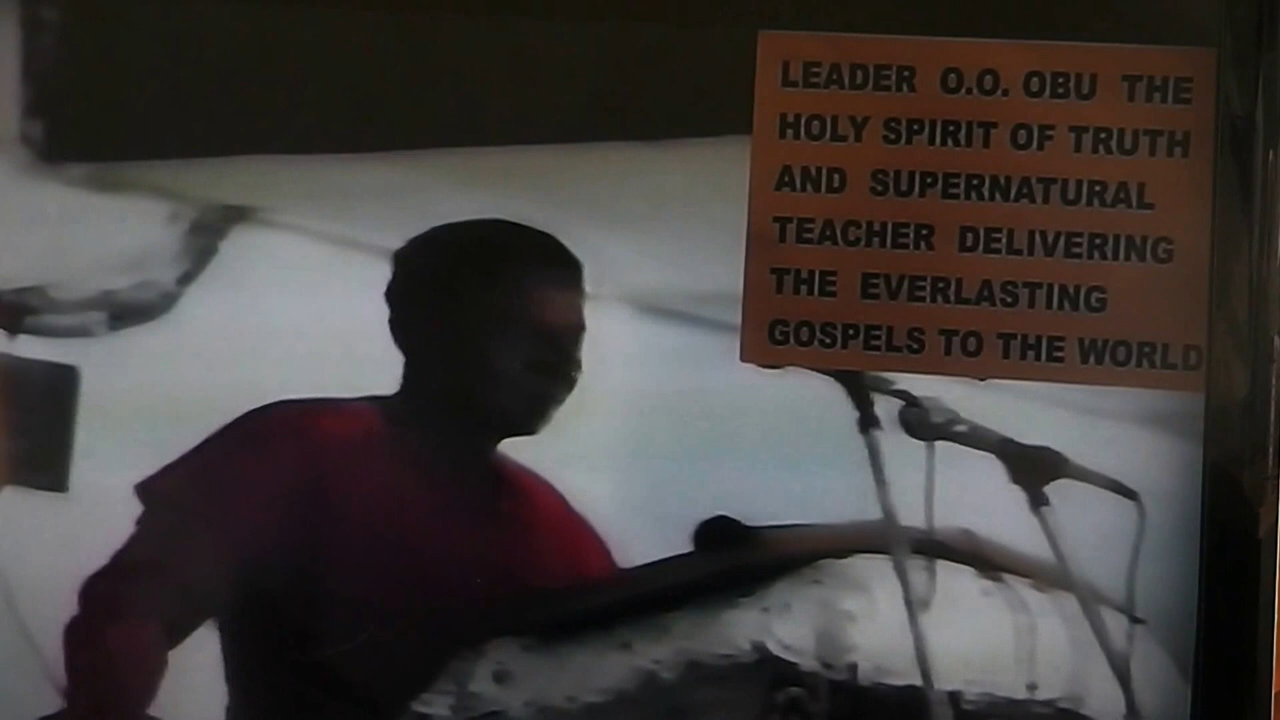 LEADER O.O. OBU THE
HOLY SPIRIT OF TRUTH
AND SUPERNATURAL
TEACHER DELIVERING
THE EVERLASTING
GOSPELS TO THE WORLD